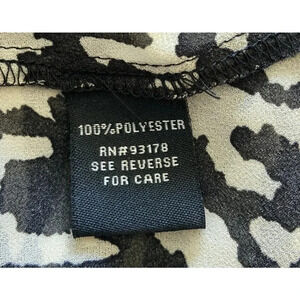 100%POLYESTER
RN#93178
SEE REVERSE
FOR CARE